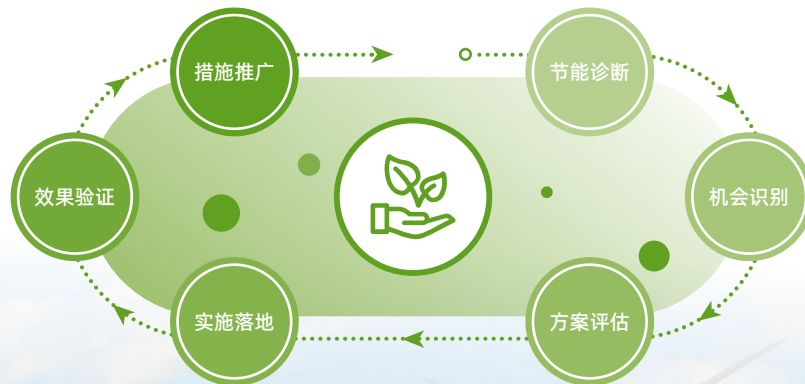 措施推广
节能诊断
效果验证
机会识别
实施落地
方案评估